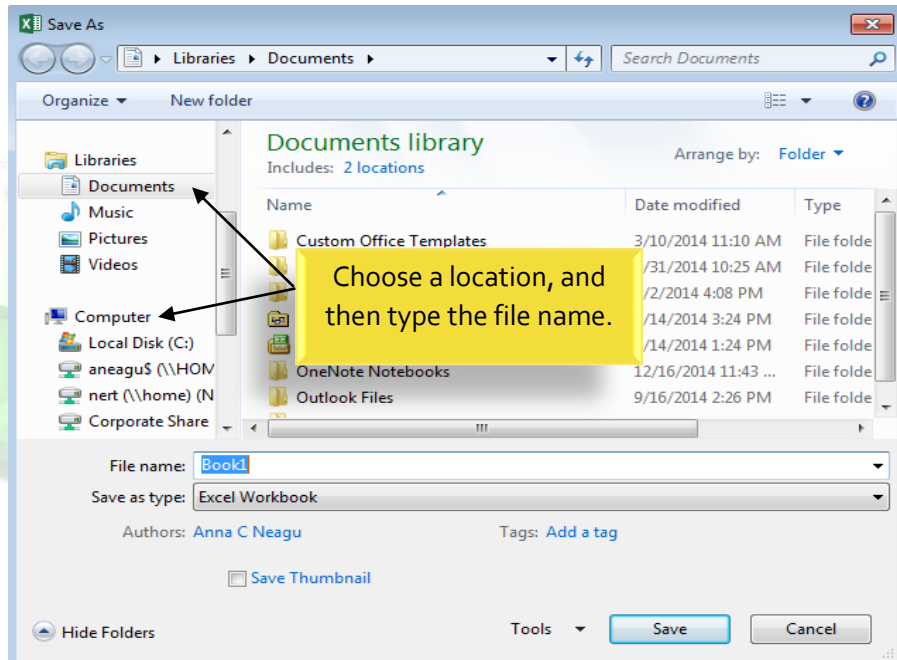 Save As
Libraries Documents
Search Documents
Organize New folder
Documents library
Includes: 2 locations
Arrange by: Folder
Libraries
Documents
Music
Pictures
Videos
Computer
Local Disk (C:)
aneagu$ (\\HOM
nert (\\home) (N
Corporate Share
Name Date modified Type
Custom Office Templates 3/10/2014 11:10 AM File folde
/31/2014 10:25 AM File folde
/2/2014 4:08 PM File folde
/14/2014 3:24 PM File folde
/14/2014 1:24 PM File folde
OneNote Notebooks 12/16/2014 11:43 ... File folde
Outlook Files 9/16/2014 2:26 PM File folde
Choose a location, and
then type the file name.
File name: Book1
Save as type: Excel Workbook
Authors: Anna C Neagu Tags: Add a tag
Save Thumbnail
Hide Folders Tools Save Cancel